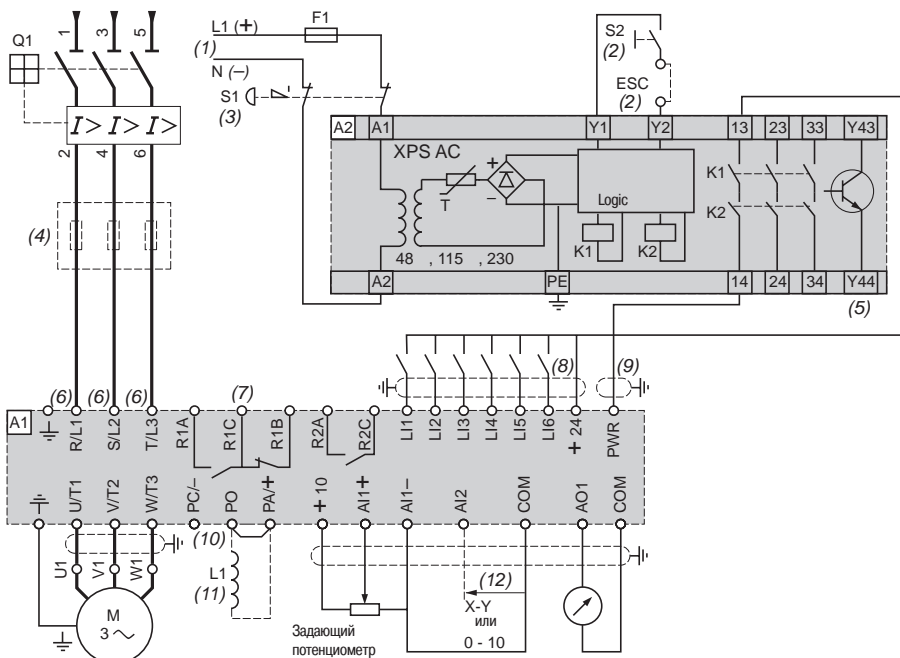 L1 (+)
F1
Q1
1
3
5
(1)
N (–)
S1
(3)
S2
(2)
ESC
(2)
I > I > I >
2
4
6
(4)
A2
A1
Y1
Y2
13
23
33
Y43
XPS AC
+
–
T
Logic
K1
K2
K1
K2
48 , 115 , 230
A2
PE
14
24
34
Y44
(5)
(6)
(6)
(6)
(7)
(8)
(9)
A1
R/L1
S/L2
T/L3
R1A
R1C
R1B
R2A
R2C
LI1
LI2
LI3
LI4
LI5
LI6
+ 24
PWR
U/T1
V/T2
W/T3
PC/–
PO
PA/+
+ 10
AI1+
AI1–
AI2
COM
AO1
COM
(10)
U1
V1
W1
L1
(11)
(12)
X-Y
или
0 - 10
M
3 ~
Задающий
потенциометр